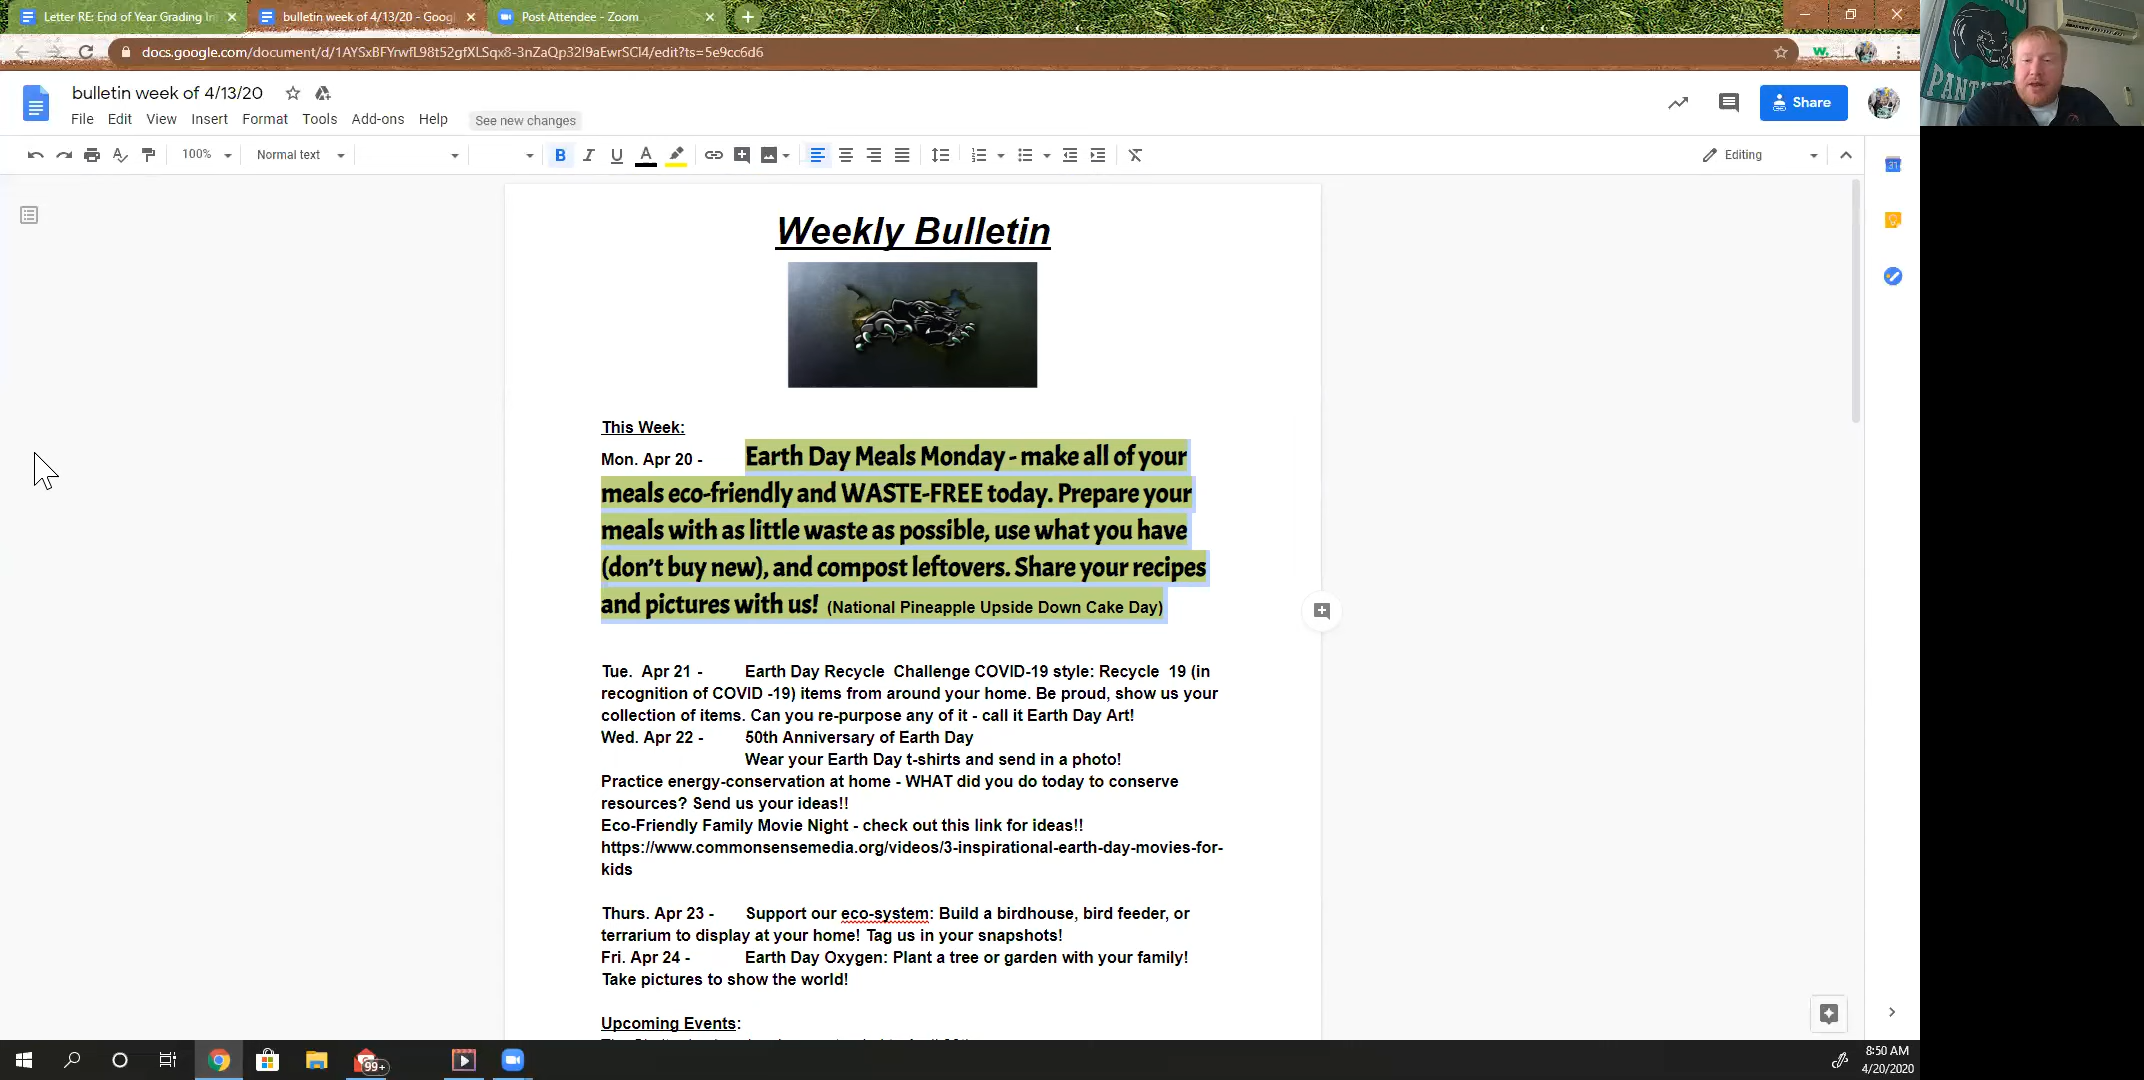 Letter RE: End of Year Grading In
bulletin week of 4/13/20 - Goog
Post Attendee - Zoom
docs.google.com/document/d/1AYSxBFYrwfL98t52gfXLSqx8-3nZaQp32I9aEwrSCI4/edit?ts=5e9cc6d6
w.
PANTH
bulletin week of 4/13/20
File Edit View Insert Format Tools Add-ons Help See new changes
Share
100% Normal text
Editing
31
Weekly Bulletin
This Week:
Mon. Apr 20 - Earth Day Meals Monday - make all of your
meals eco-friendly and WASTE-FREE today. Prepare your
meals with as little waste as possible, use what you have
(don't buy new), and compost leftovers. Share your recipes
and pictures with us! (National Pineapple Upside Down Cake Day)
Tue. Apr 21 - Earth Day Recycle Challenge COVID-19 style: Recycle 19 (in
recognition of COVID -19) items from around your home. Be proud, show us your
collection of items. Can you re-purpose any of it - call it Earth Day Art!
Wed. Apr 22 - 50th Anniversary of Earth Day
Wear your Earth Day t-shirts and send in a photo!
Practice energy-conservation at home - WHAT did you do today to conserve
resources? Send us your ideas!!
Eco-Friendly Family Movie Night - check out this link for ideas!!
https://www.commonsensemedia.org/videos/3-inspirational-earth-day-movies-for-
kids
Thurs. Apr 23 - Support our eco-system: Build a birdhouse, bird feeder, or
terrarium to display at your home! Tag us in your snapshots!
Fri. Apr 24 - Earth Day Oxygen: Plant a tree or garden with your family!
Take pictures to show the world!
Upcoming Events:
99+
8:50 AM
4/20/2020